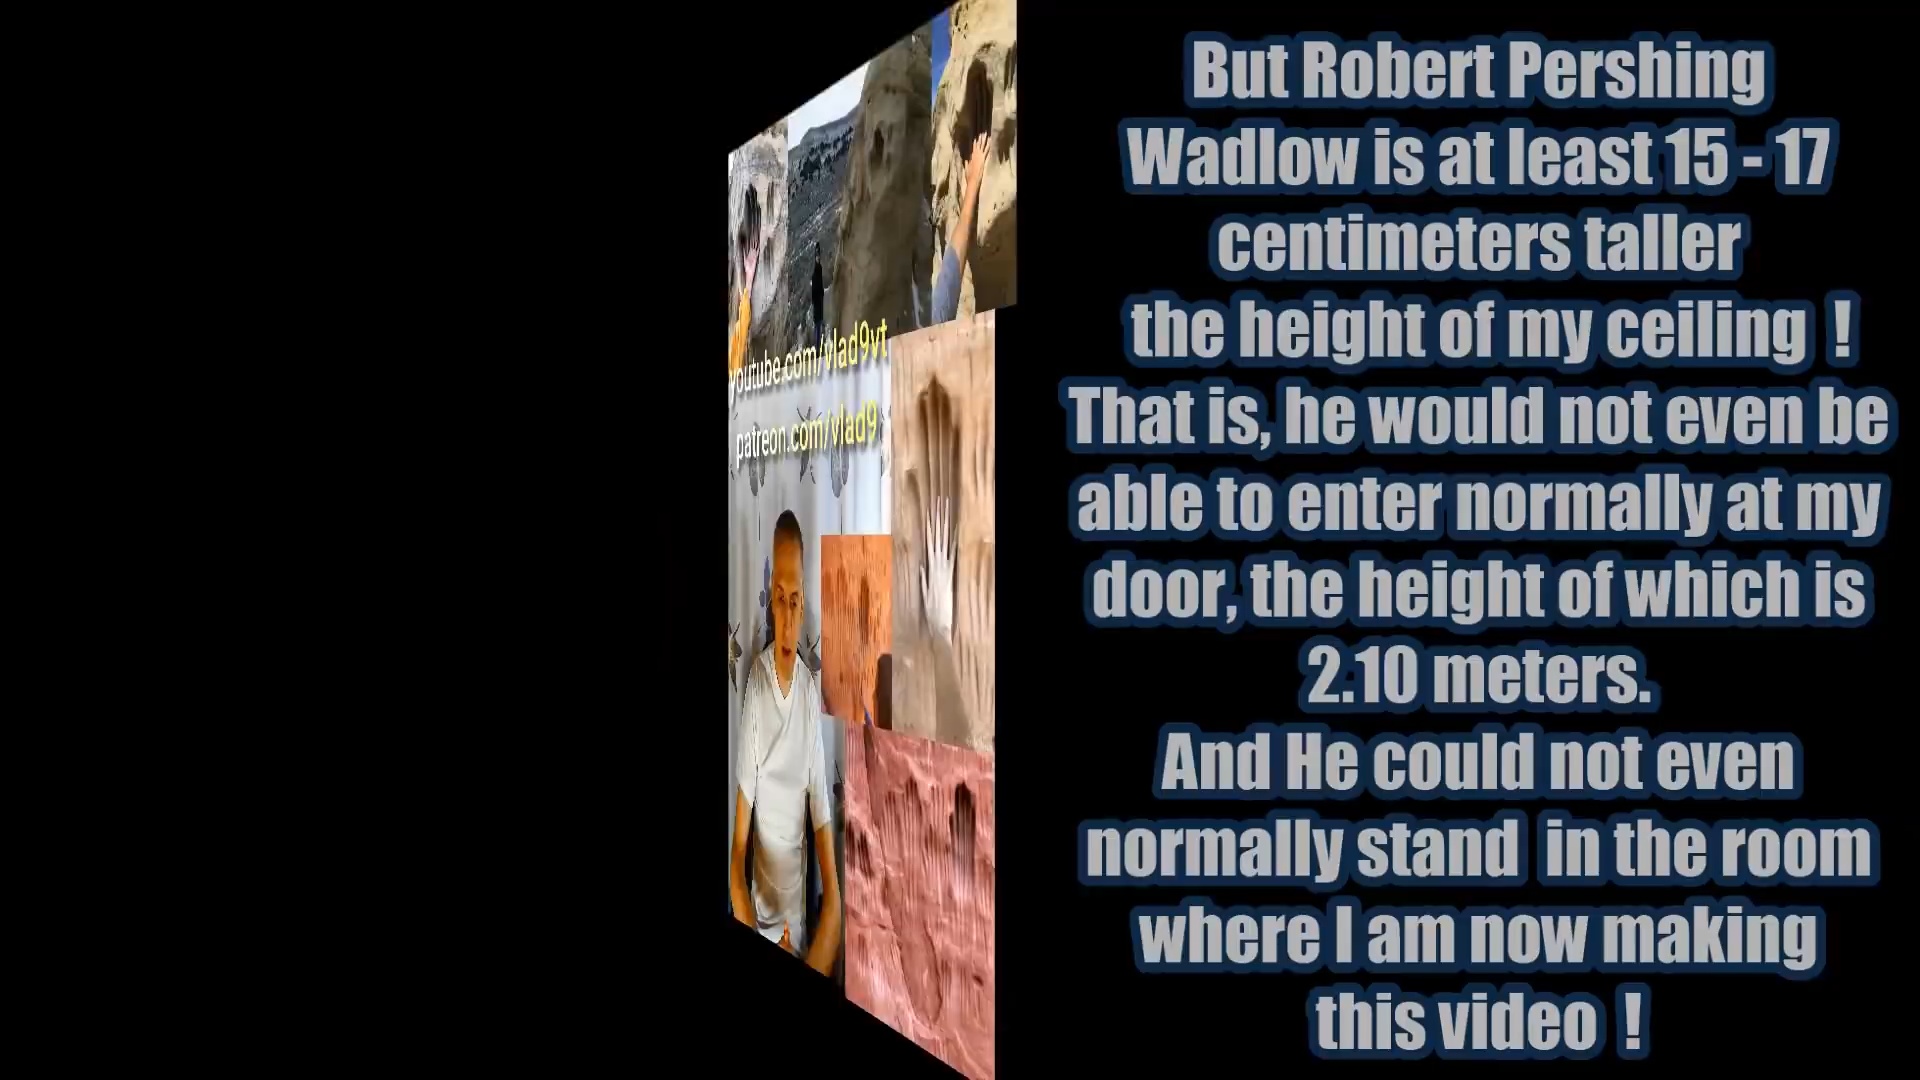 youtube.com/vlad9vt
patreon.com/vlad9
But Robert Pershing
Wadlow is at least 15 - 17
centimeters taller
the height of my ceiling !
That is, he would not even be
able to enter normally at my
door, the height of which is
2.10 meters.
And He could not even
normally stand in the room
where I am now making
this video !